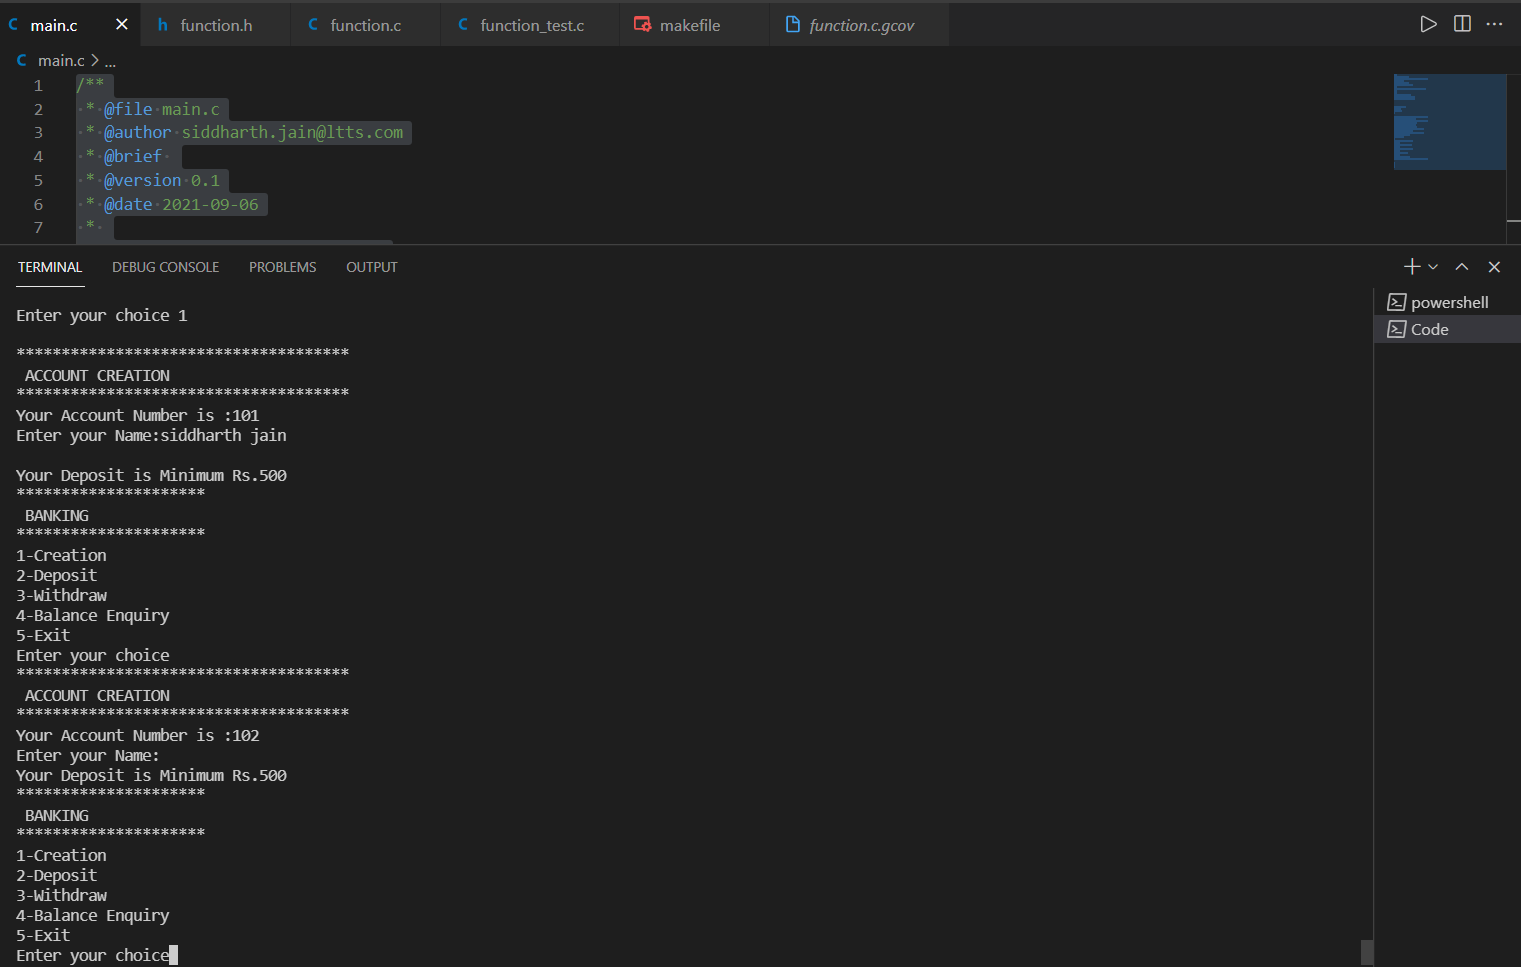 C main.c × h function.h C function.c C function_test.c makefile function.c.gcov ...
C main.c > ...
1 /**
2 * @file main.c
3 * @author siddharth.jain@ltts.com
4 * @brief
5 * @version 0.1
6 * @date 2021-09-06
7 *
TERMINAL DEBUG CONSOLE PROBLEMS OUTPUT
powershell
Code
Enter your choice 1
*************************************
ACCOUNT CREATION
*************************************
Your Account Number is :101
Enter your Name:siddharth jain
Your Deposit is Minimum Rs.500
*********************
BANKING
*********************
1-Creation
2-Deposit
3-Withdraw
4-Balance Enquiry
5-Exit
Enter your choice
*************************************
ACCOUNT CREATION
*************************************
Your Account Number is :102
Enter your Name:
Your Deposit is Minimum Rs.500
*********************
BANKING
*********************
1-Creation
2-Deposit
3-Withdraw
4-Balance Enquiry
5-Exit
Enter your choice